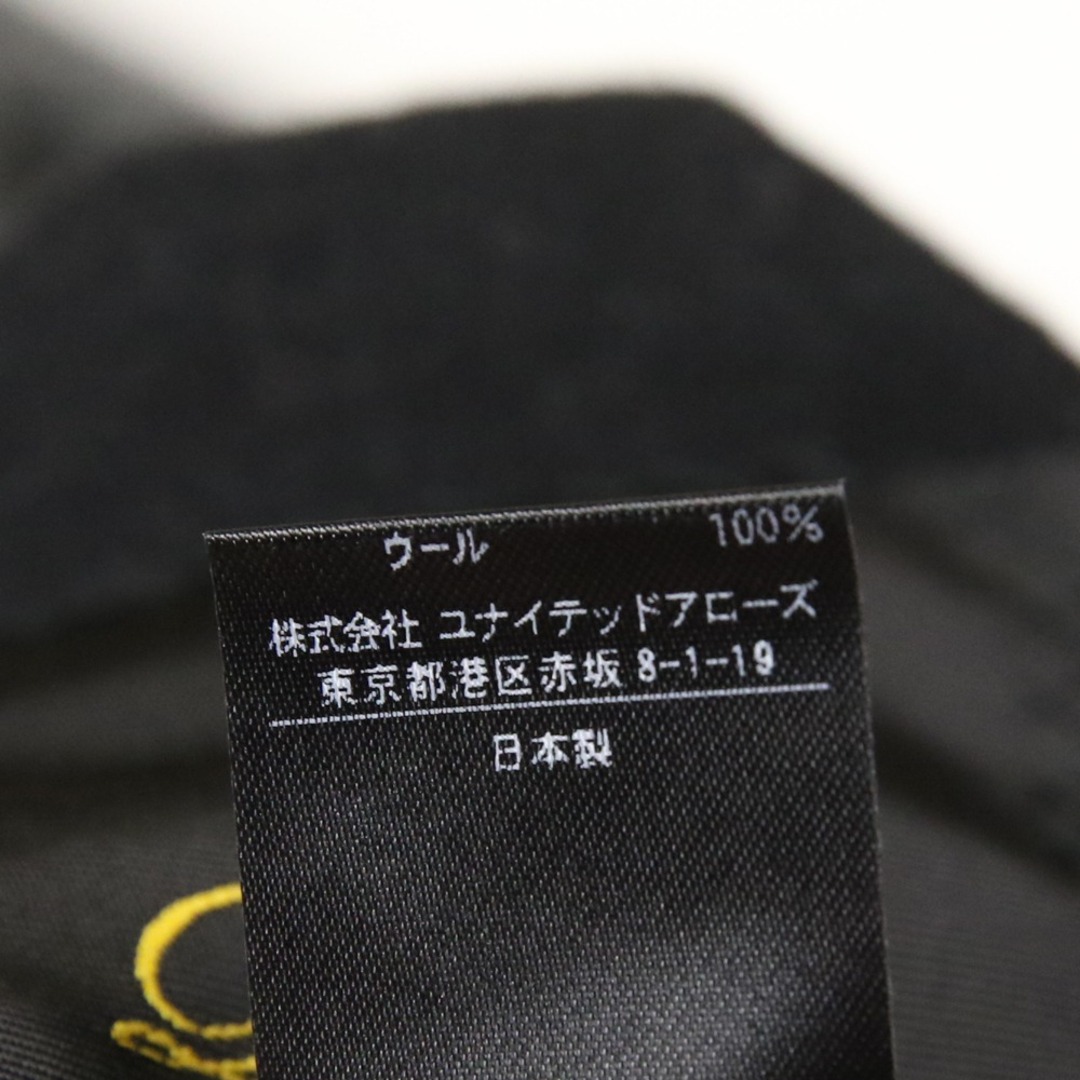 ウール 100%
株式会社 ユナイテッドアローズ
東京都港区赤坂 8-1-19
日本製